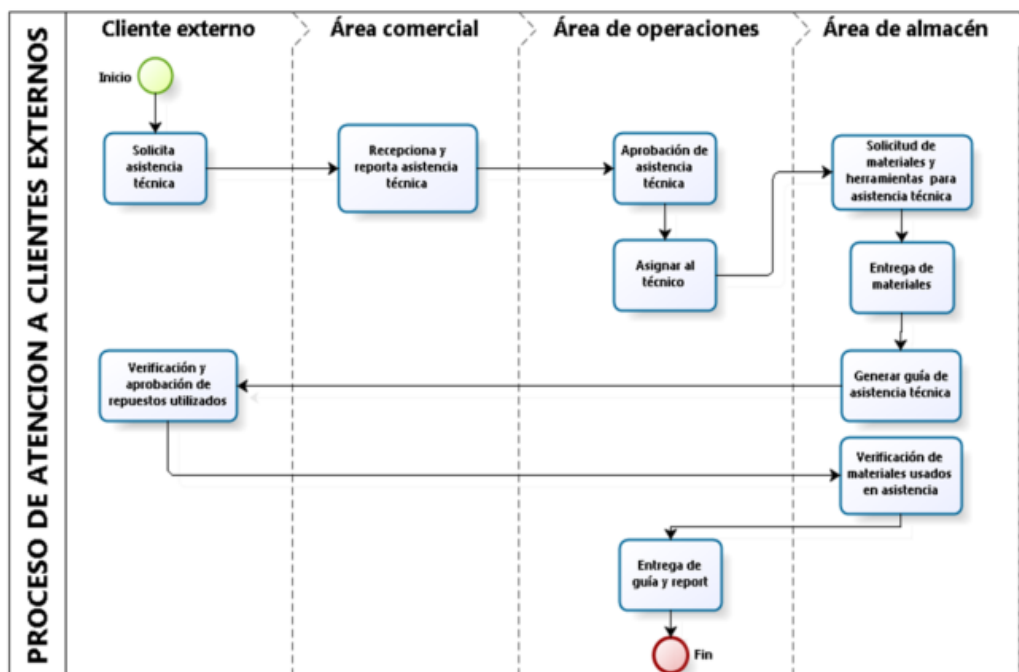 PROCESO DE ATENCION A CLIENTES EXTERNOS
Cliente externo
Área comercial
Área de operaciones
Área de almacén
Inicio
Solicita
asistencia
técnica
Recepciona y
reporta asistencia
técnica
Aprobación de
asistencia
técnica
Solicitud de
materiales y
herramientas para
asistencia técnica
Asignar al
técnico
Entrega de
materiales
Verificación y
aprobación de
repuestos utilizados
Generar guía de
asistencia técnica
Verificación de
materiales usados
en asistencia
Entrega de
guía y report
Fin